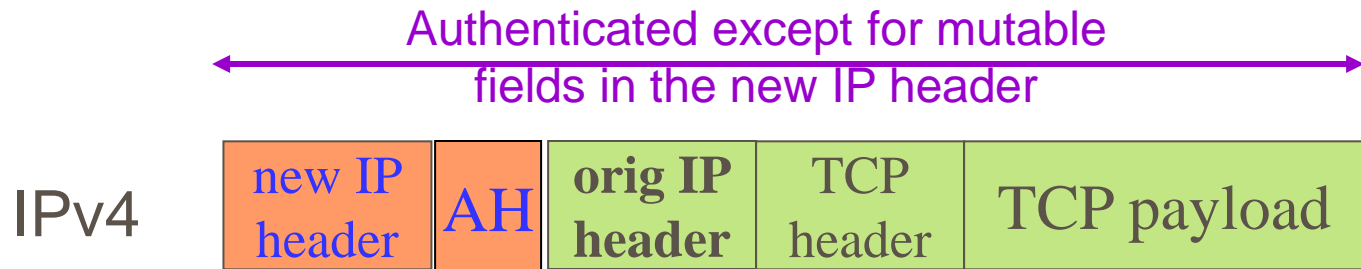 Authenticated except for mutable
fields in the new IP header
IPv4
new IP
header
AH
orig IP
header
TCP
header
TCP payload